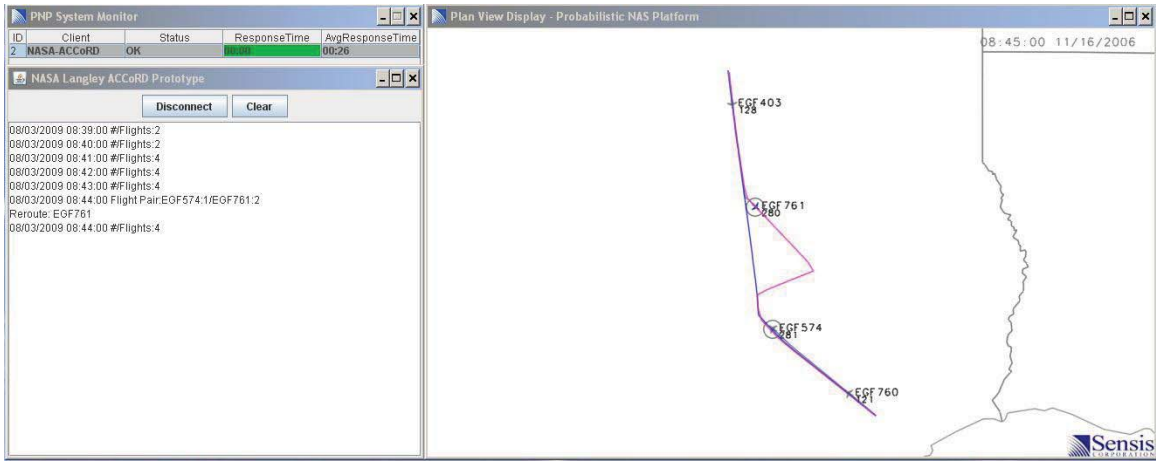 PNP System Monitor
ID Client Status ResponseTime AvgResponseTime
2 NASA-ACCoRD OK 00:00 00:26
NASA Langley ACCoRD Prototype
Disconnect Clear
08/03/2009 08:39:00 #/Flights:2
08/03/2009 08:40:00 #/Flights:2
08/03/2009 08:41:00 #/Flights:4
08/03/2009 08:42:00 #/Flights:4
08/03/2009 08:43:00 #/Flights:4
08/03/2009 08:44:00 Flight Pair:EGF574:1/EGF761:2
Reroute: EGF761
08/03/2009 08:44:00 #/Flights:4
Plan View Display - Probabilistic NAS Platform
08:45:00 11/16/2006
EGF403
128
EGF761
280
EGF574
281
EGF760
121
Sensis
CORPORATION